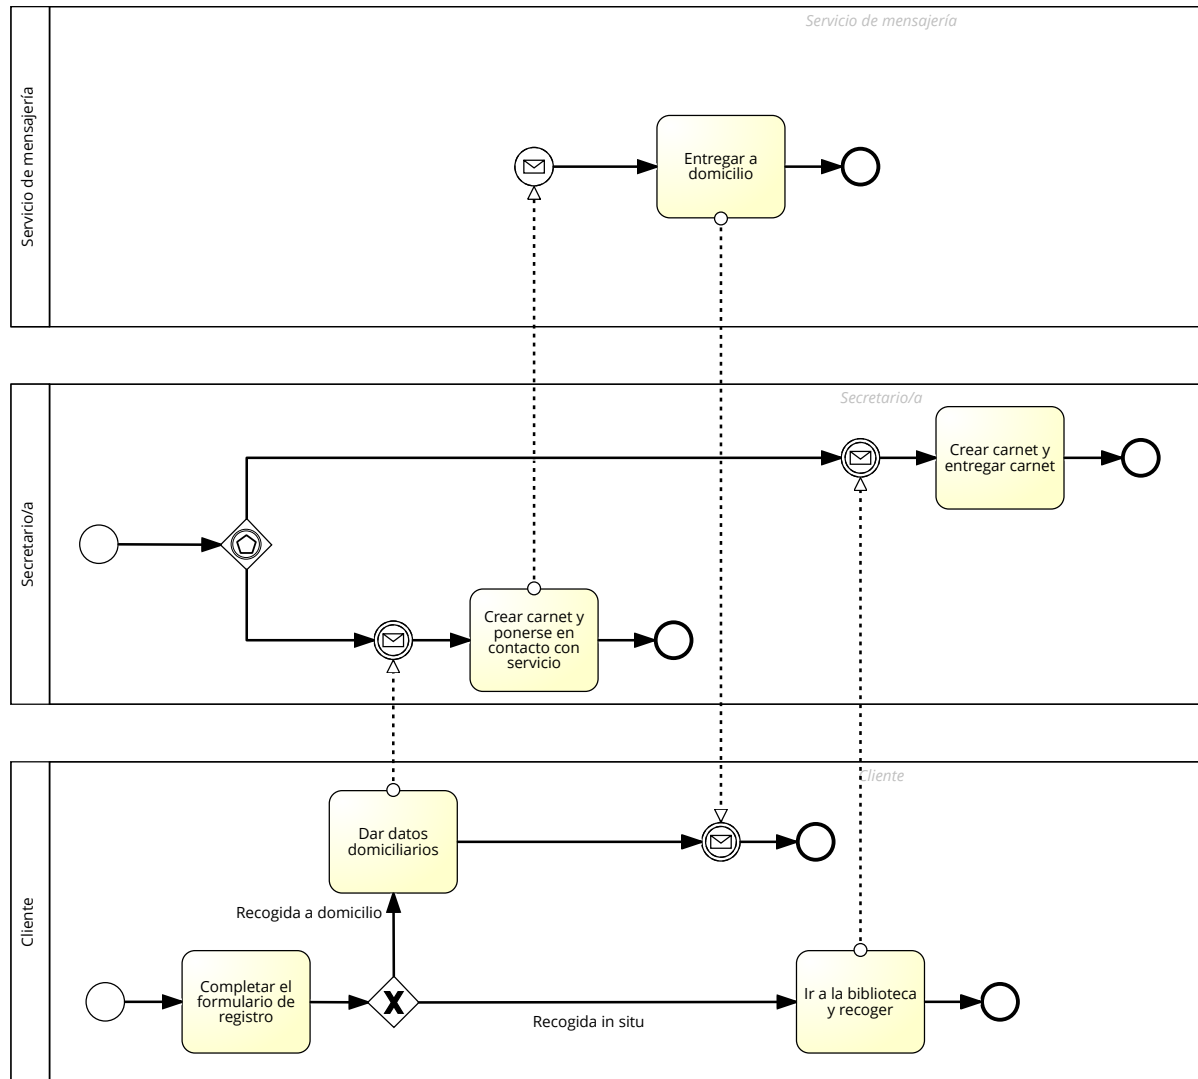 Servicio de mensajería
Servicio de mensajería
Entregar a
domicilio
Secretario/a
Secretario/a
Crear carnet y
entregar carnet
Crear carnet y
ponerse en
contacto con
servicio
Cliente
Cliente
Dar datos
domiciliarios
Recogida a domicilio
Completar el
formulario de
registro
X
Recogida in situ
Ir a la biblioteca
y recoger